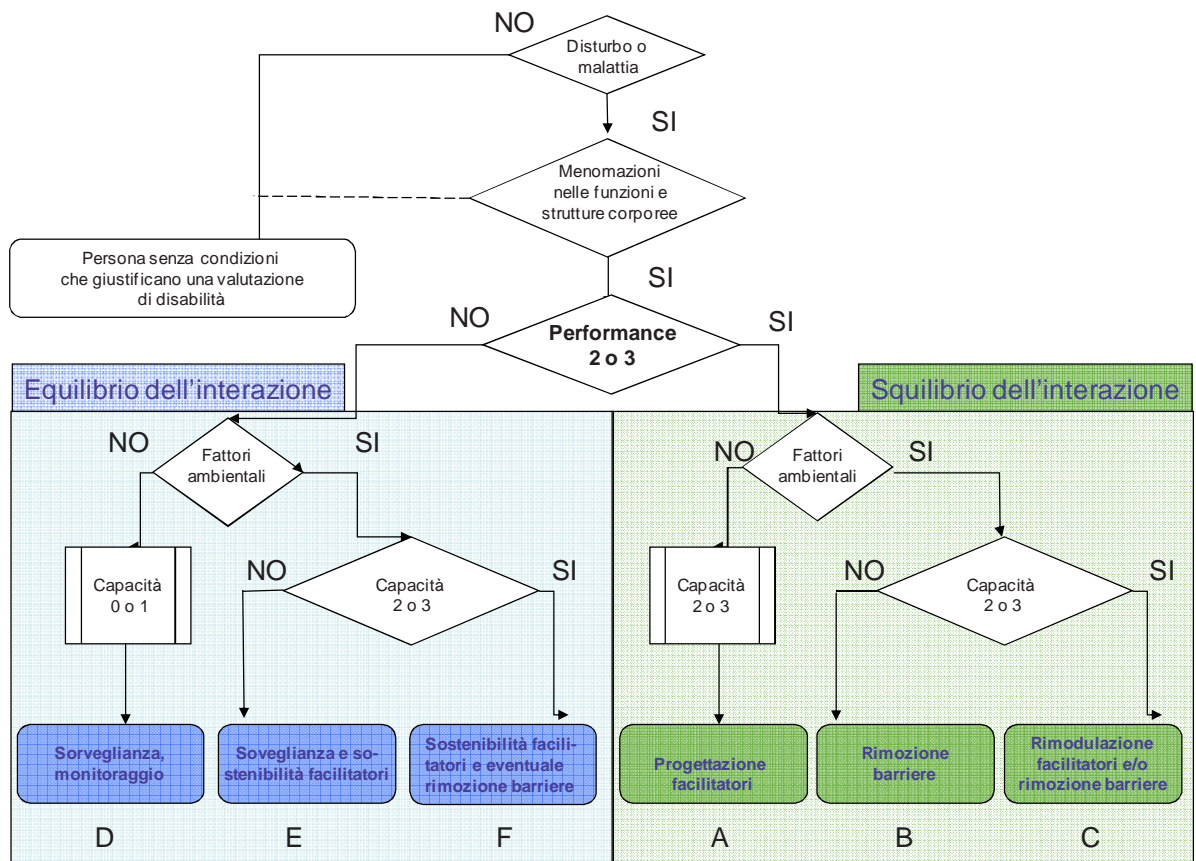 NO
Disturbo o
malattia
SI
Menomazioni
nelle funzioni e
strutture corporee
Persona senza condizioni
che giustificano una valutazione
di disabilità
SI
NO
Performance
2 o 3
SI
Equilibrio dell'interazione
Squilibrio dell'interazione
NO
Fattori
ambientali
SI
NO
Fattori
ambientali
SI
Capacità
0 o 1
NO
Capacità
2 o 3
SI
Capacità
2 o 3
NO
Capacità
2 o 3
SI
Sorveglianza,
monitoraggio
Soveglianza e so-
stenibilità facilitatori
Sostenibilità facili-
tatori e eventuale
rimozione barriere
Progettazione
facilitatori
Rimozione
barriere
Rimodulazione
facilitatori e/o
rimozione barriere
D
E
F
A
B
C